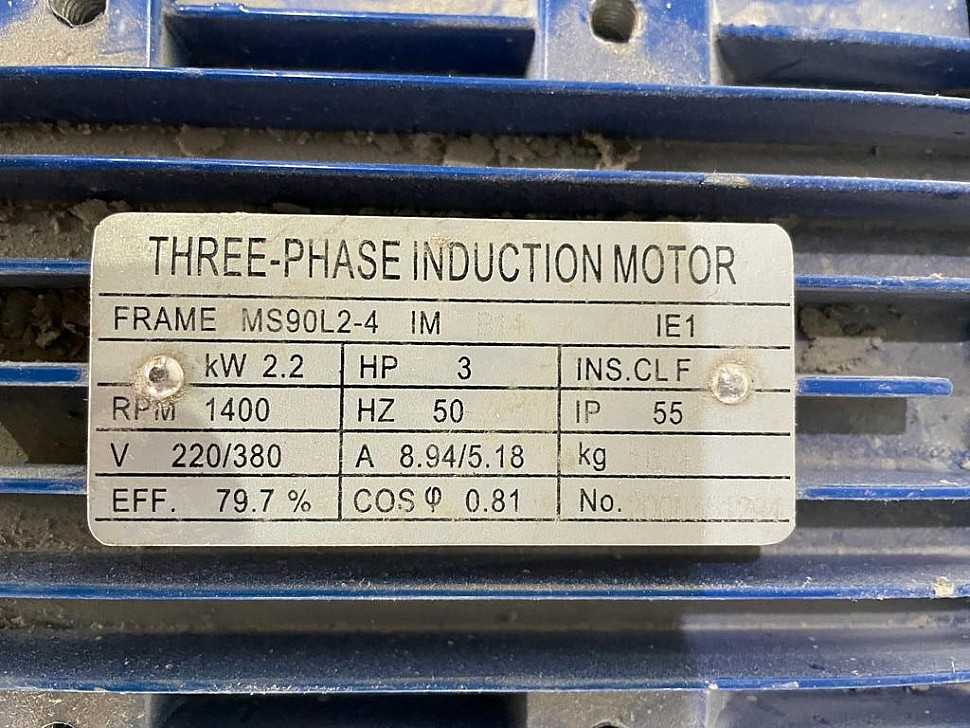 THREE-PHASE INDUCTION MOTOR
FRAME MS90L2-4 IM IE1
kW 2.2 HP 3 INS.CL F
RPM 1400 HZ 50 IP 55
V 220/380 A 8.94/5.18 kg
EFF. 79.7 % COS φ 0.81 No.